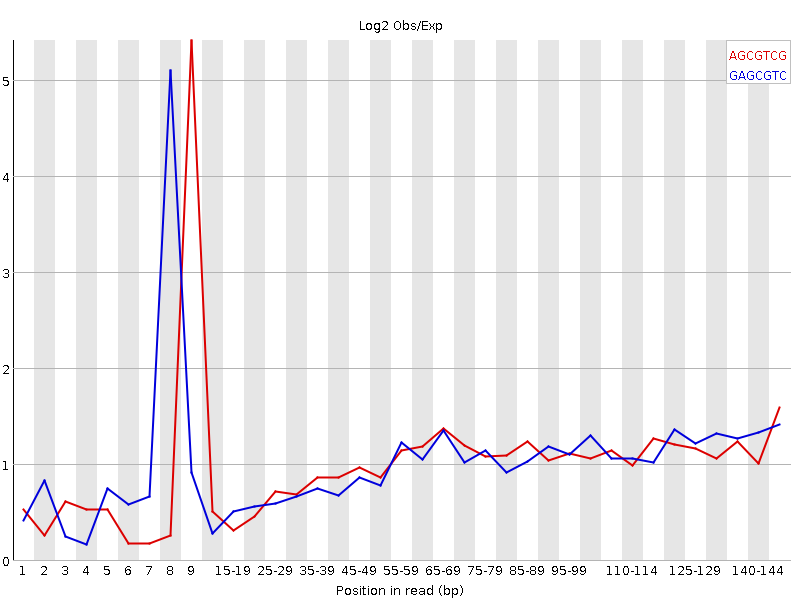 Log2 Obs/Exp
AGCGTCG
GAGCGTC
5
4
3
2
1
0
1 2 3 4 5 6 7 8 9 15-19 25-29 35-39 45-49 55-59 65-69 75-79 85-89 95-99 110-114 125-129 140-144
Position in read (bp)